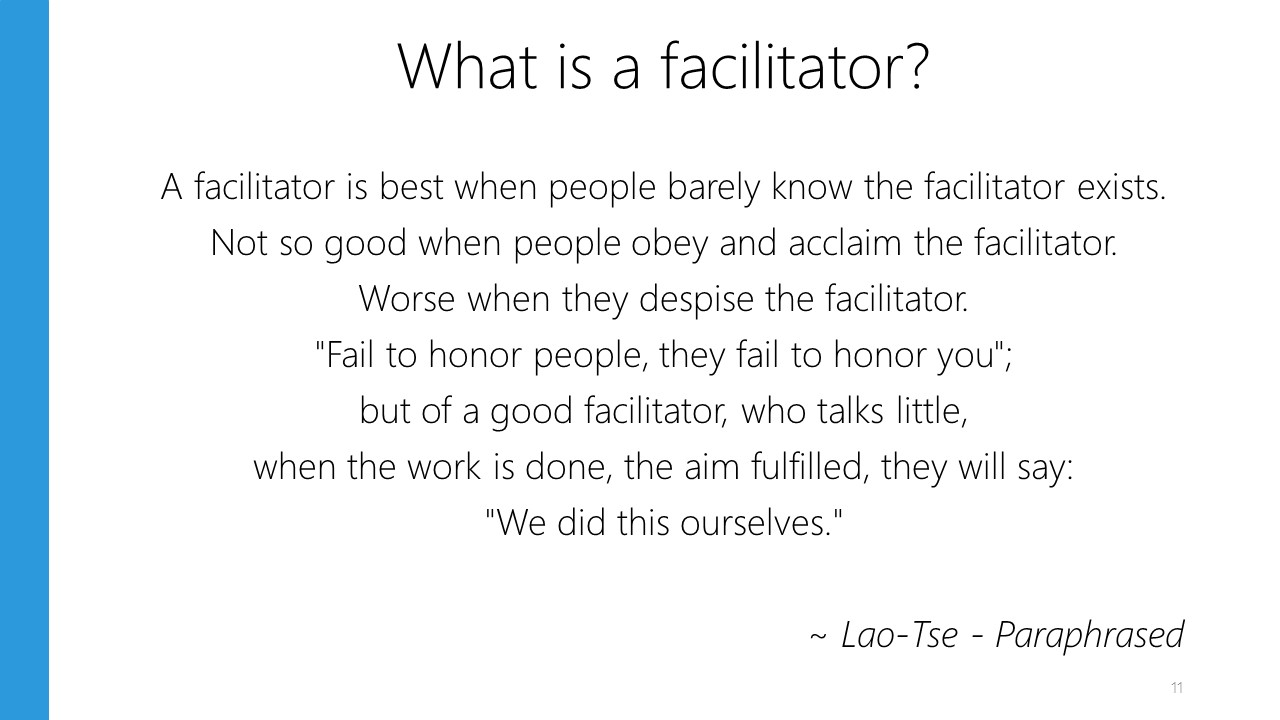 What is a facilitator?
A facilitator is best when people barely know the facilitator exists.
Not so good when people obey and acclaim the facilitator.
Worse when they despise the facilitator.
"Fail to honor people, they fail to honor you";
but of a good facilitator, who talks little,
when the work is done, the aim fulfilled, they will say:
"We did this ourselves."
~ Lao-Tse - Paraphrased
11